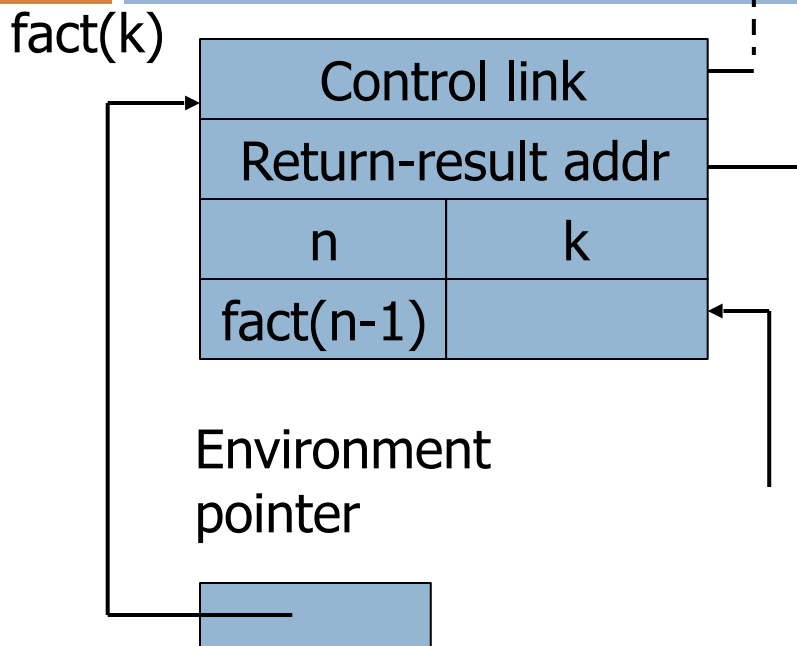 fact(k)
Control link
Return-result addr
n k
fact(n-1)
Environment
pointer